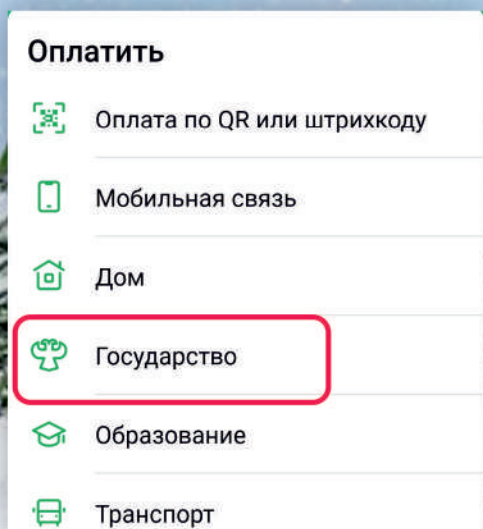 Оплатить
Оплата по QR или штрихкоду
Мобильная связь
Дом
Государство
Образование
Транспорт